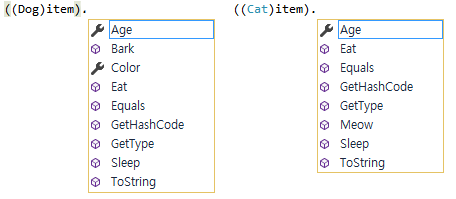 ((Dog)item).
Age
Bark
Color
Eat
Equals
GetHashCode
GetType
Sleep
ToString
((Cat)item).
Age
Eat
Equals
GetHashCode
GetType
Meow
Sleep
ToString